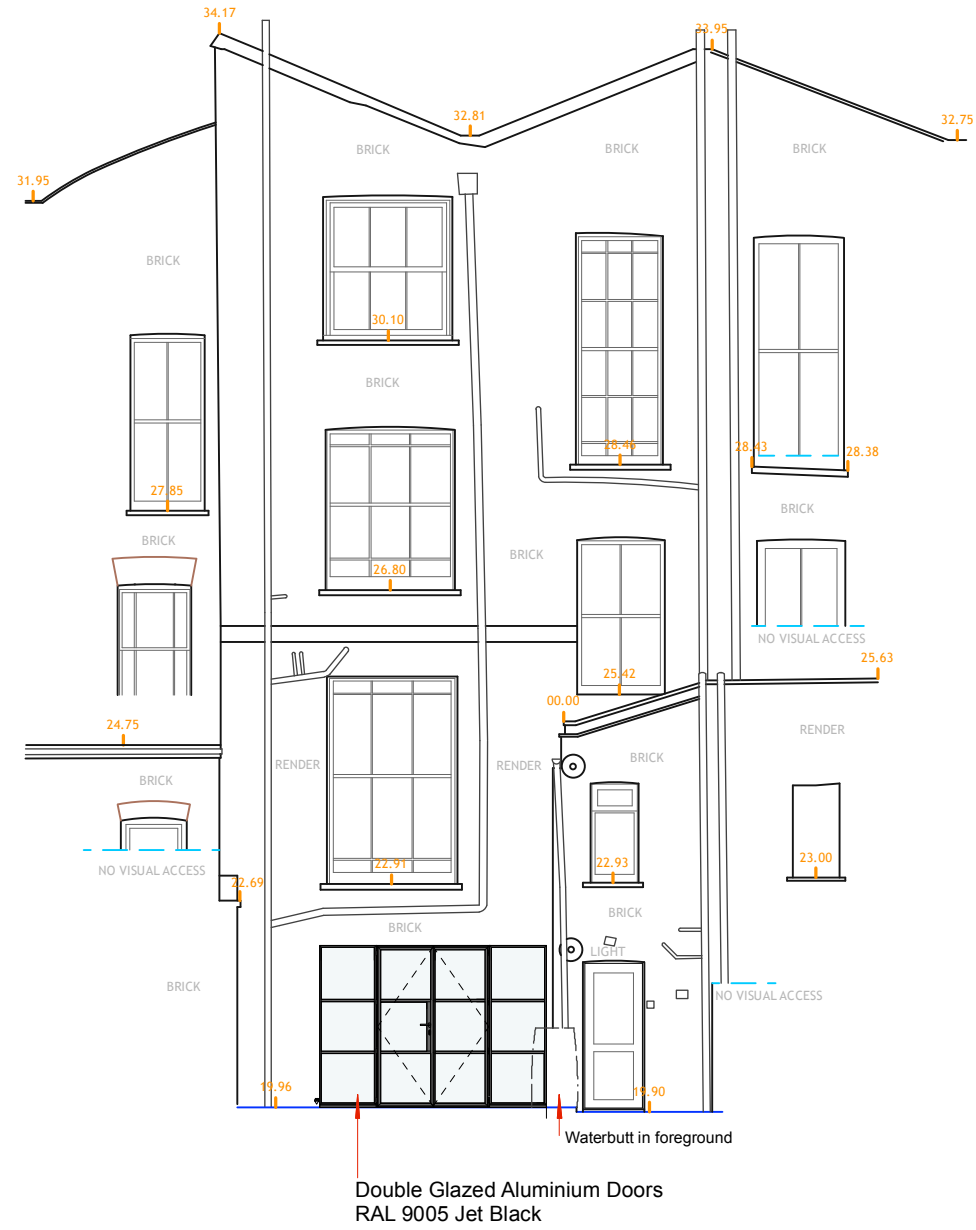 34.17
33.95
32.81
32.75
BRICK
BRICK
BRICK
31.95
BRICK
30.10
BRICK
28.46
28.43
28.38
27.85
BRICK
BRICK
BRICK
26.80
NO VISUAL ACCESS
25.63
25.42
00.00
24.75
RENDER
BRICK
RENDER
RENDER
BRICK
22.91
22.93
23.00
NO VISUAL ACCESS
22.69
BRICK
BRICK
LIGHT
BRICK
NO VISUAL ACCESS
19.96
19.90
Waterbutt in foreground
Double Glazed Aluminium Doors
RAL 9005 Jet Black